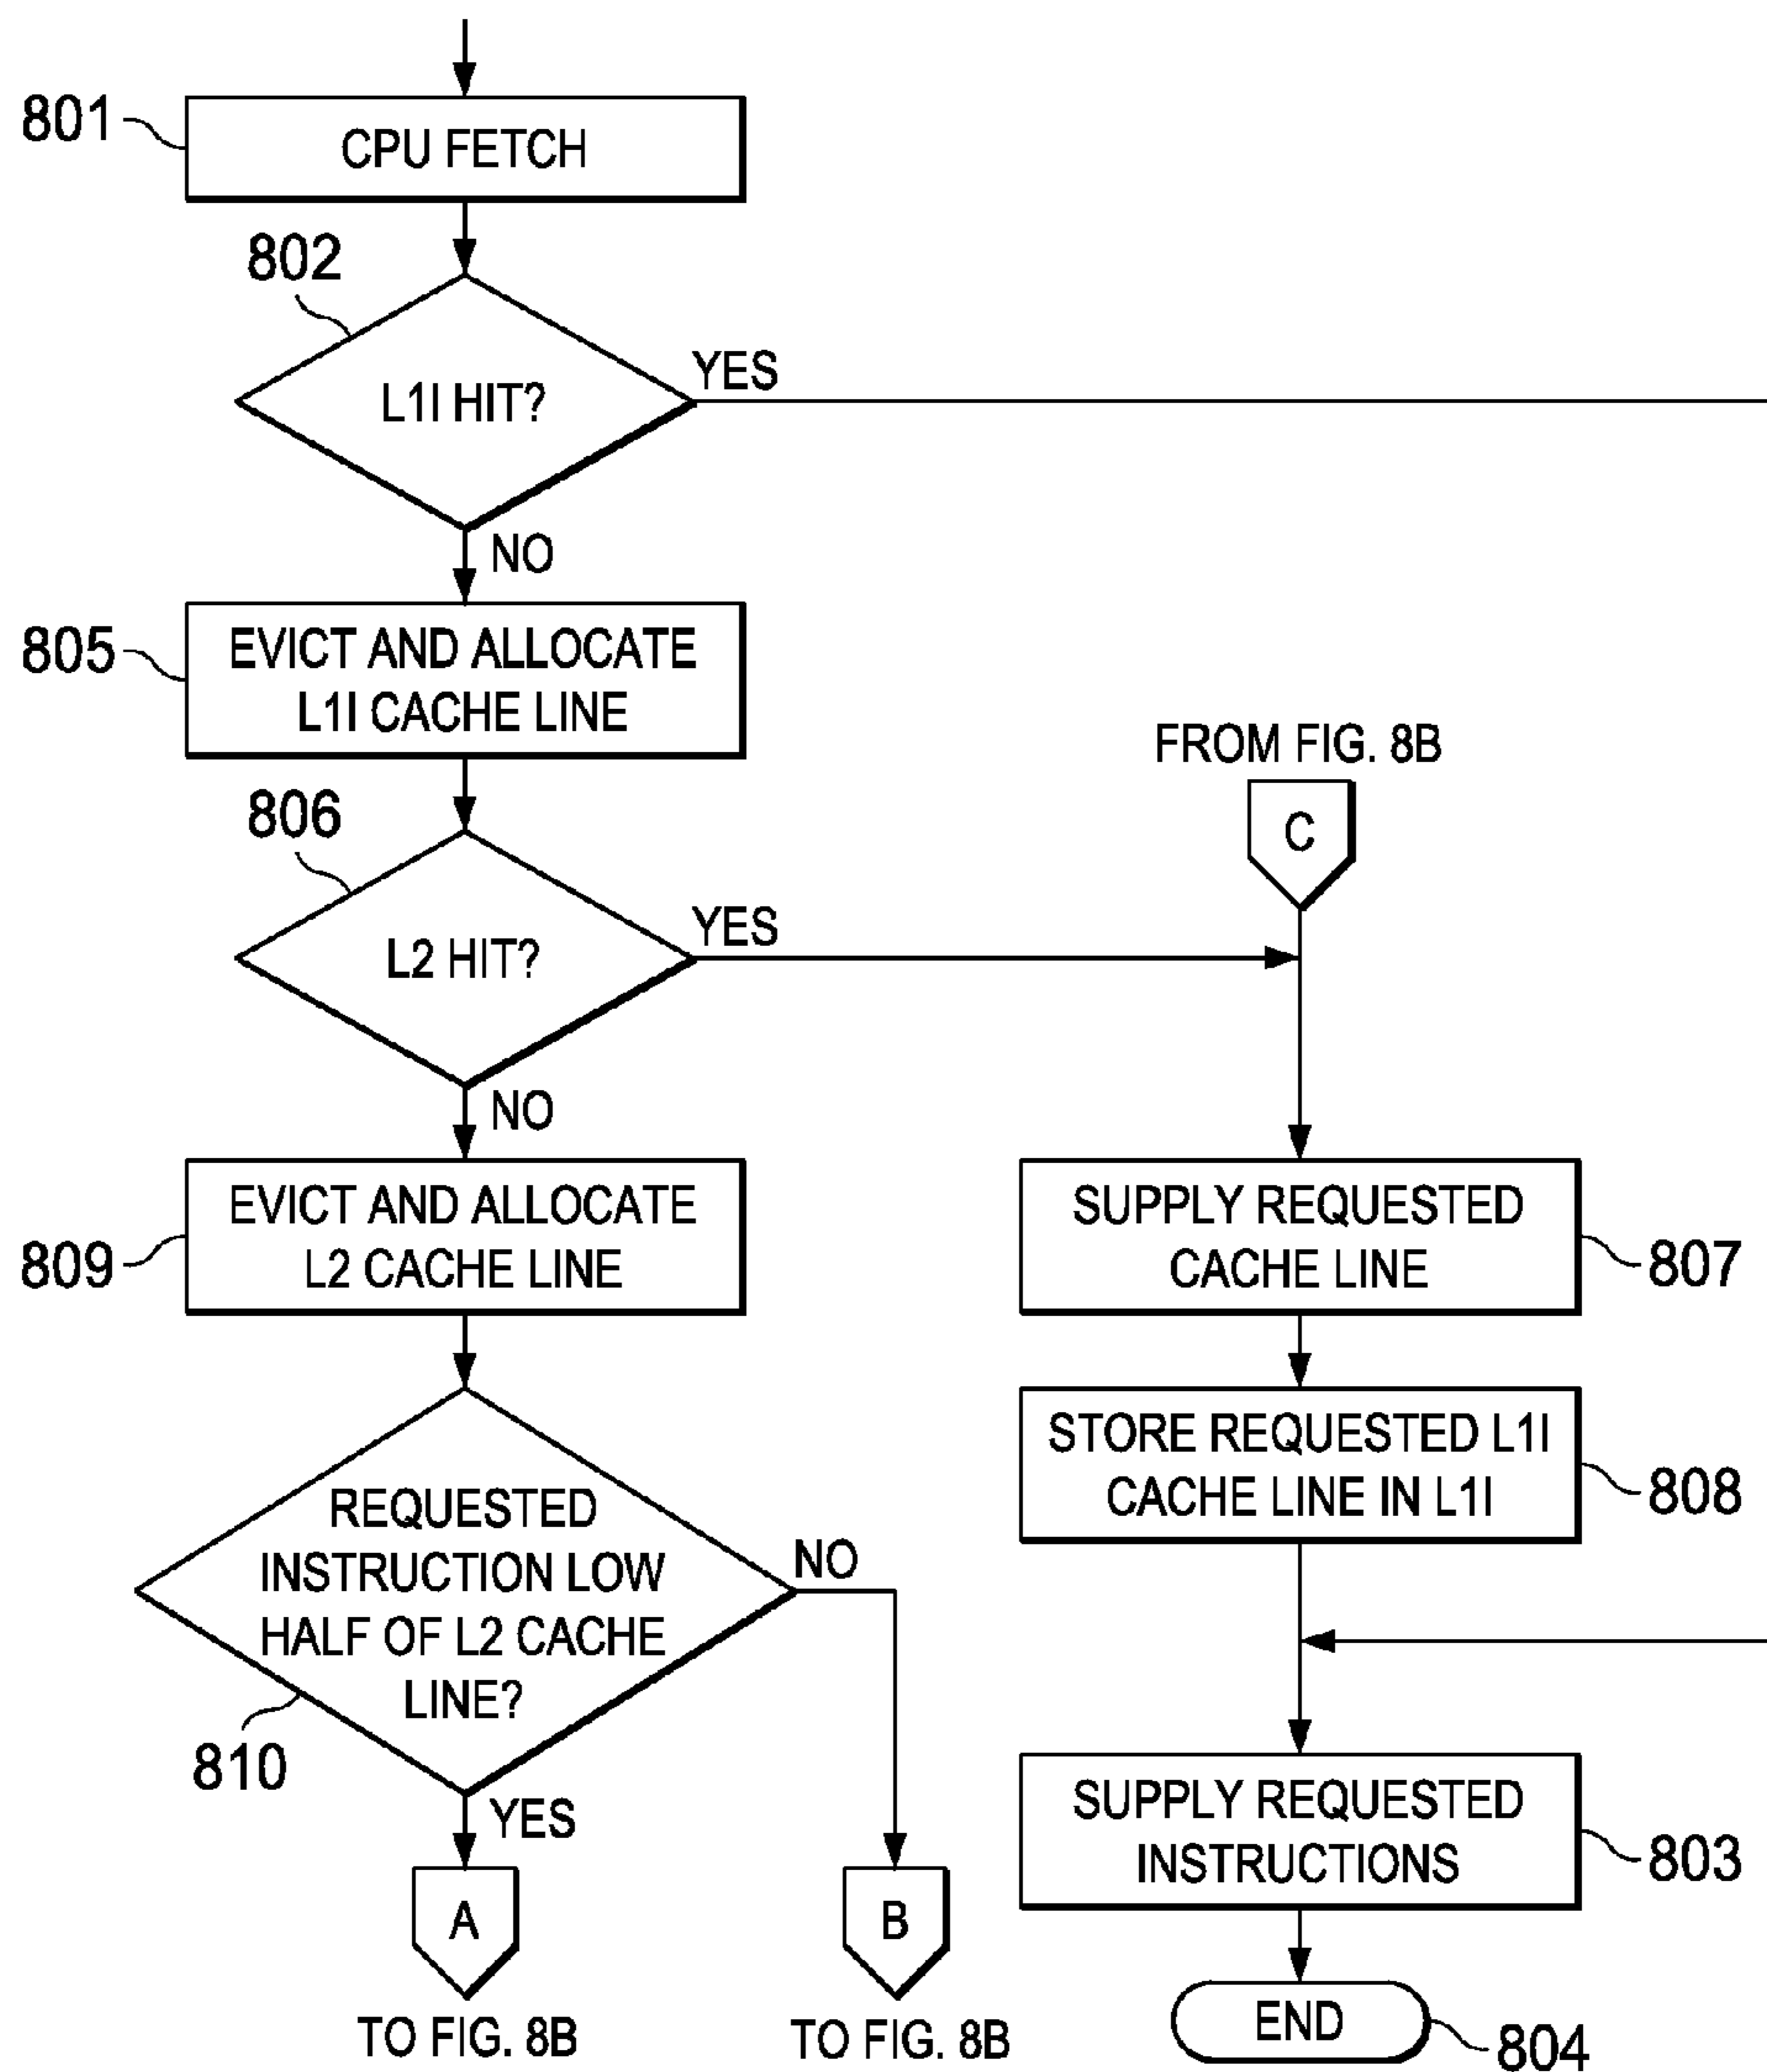 801
CPU FETCH
802
L1I HIT?
YES
NO
805
EVICT AND ALLOCATE
L1I CACHE LINE
806
L2 HIT?
YES
NO
809
EVICT AND ALLOCATE
L2 CACHE LINE
REQUESTED
INSTRUCTION LOW
HALF OF L2 CACHE
LINE?
810
NO
YES
A
TO FIG. 8B
B
TO FIG. 8B
FROM FIG. 8B
C
SUPPLY REQUESTED
CACHE LINE
807
STORE REQUESTED L1I
CACHE LINE IN L1I
808
SUPPLY REQUESTED
INSTRUCTIONS
803
END
804